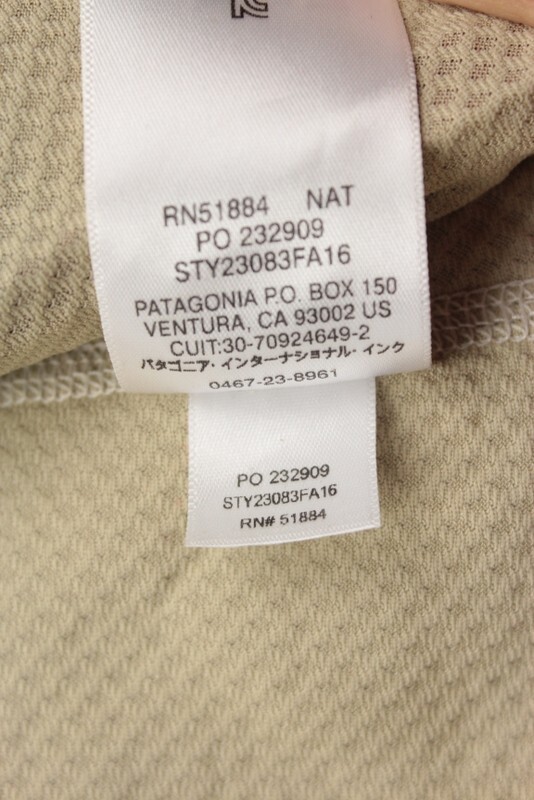 RN51884 NAT
PO 232909
STY23083FA16
PATAGONIA P.O. BOX 150
VENTURA, CA 93002 US
CUIT:30-70924649-2
パタゴニア・インターナショナル・インク
0467-23-8961
PO 232909
STY23083FA16
RN# 51884